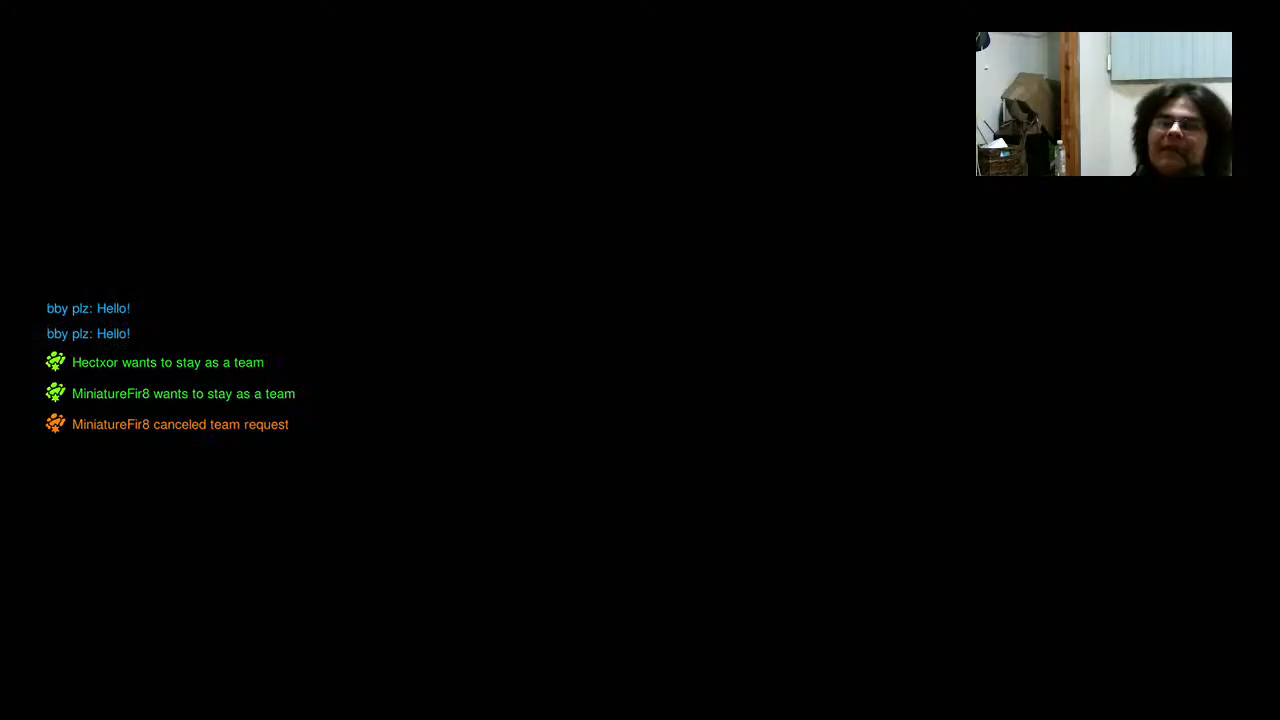 bby plz: Hello!
bby plz: Hello!
Hectxor wants to stay as a team
MiniatureFir8 wants to stay as a team
MiniatureFir8 canceled team request